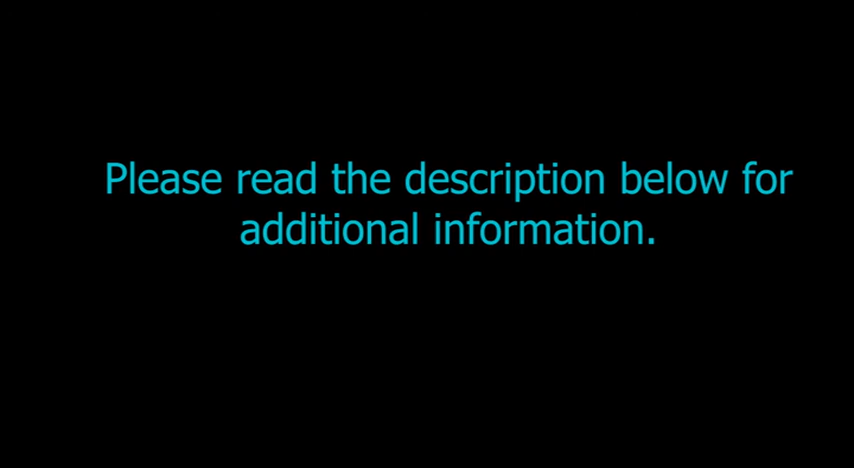 Please read the description below for
additional information.